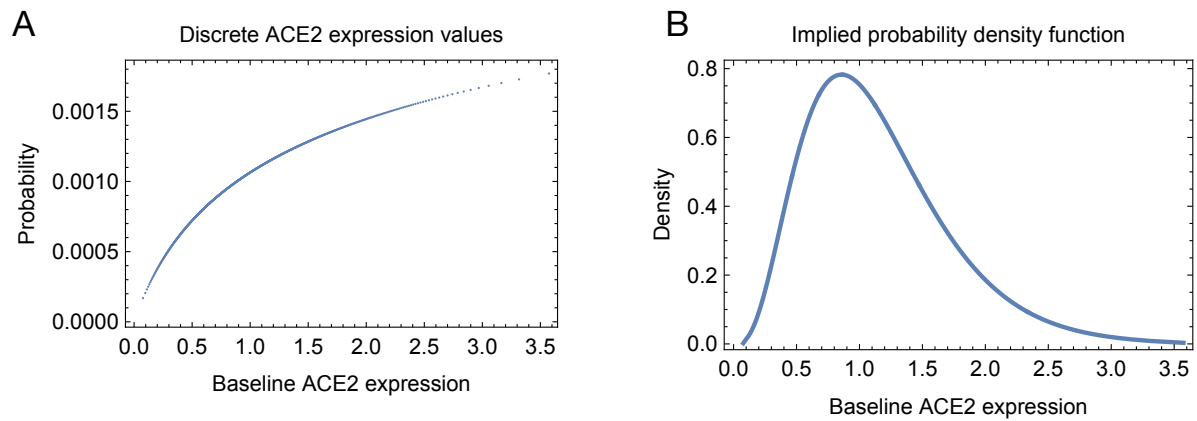 A
Discrete ACE2 expression values
Probability
0.0015
0.0010
0.0005
0.0000
0.0 0.5 1.0 1.5 2.0 2.5 3.0 3.5
Baseline ACE2 expression
B
Implied probability density function
Density
0.8
0.6
0.4
0.2
0.0
0.0 0.5 1.0 1.5 2.0 2.5 3.0 3.5
Baseline ACE2 expression